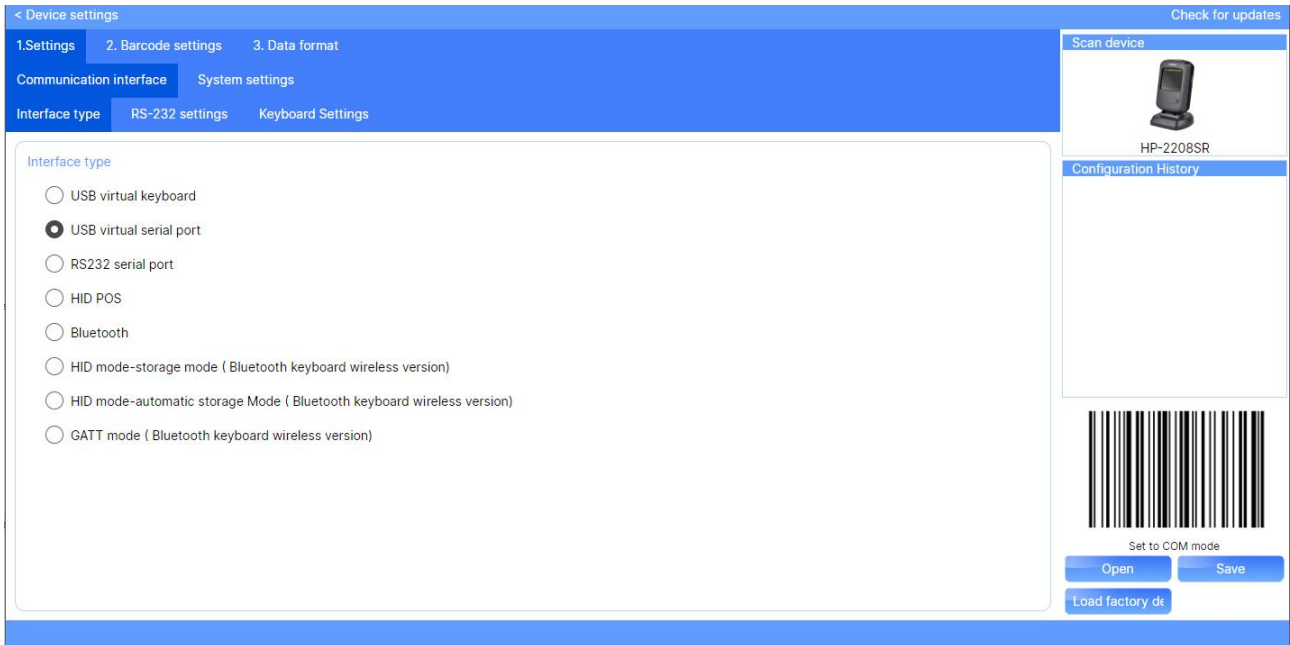 < Device settings
Check for updates
1.Settings 2. Barcode settings 3. Data format
Communication interface System settings
Interface type RS-232 settings Keyboard Settings
Interface type
USB virtual keyboard
USB virtual serial port
RS232 serial port
HID POS
Bluetooth
HID mode-storage mode ( Bluetooth keyboard wireless version)
HID mode-automatic storage Mode ( Bluetooth keyboard wireless version)
GATT mode ( Bluetooth keyboard wireless version)
Scan device
HP-2208SR
Configuration History
Set to COM mode
Open Save
Load factory de